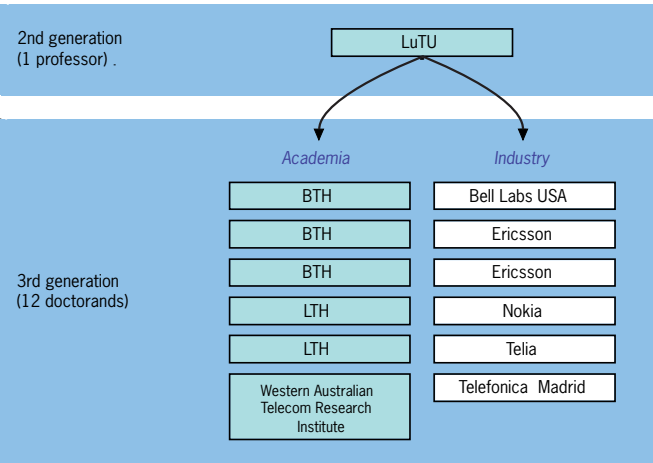 2nd generation
(1 professor) .
LuTU
Academia
Industry
3rd generation
(12 doctorands)
BTH
Bell Labs USA
BTH
Ericsson
BTH
Ericsson
LTH
Nokia
LTH
Telia
Western Australian
Telecom Research
Institute
Telefonica Madrid